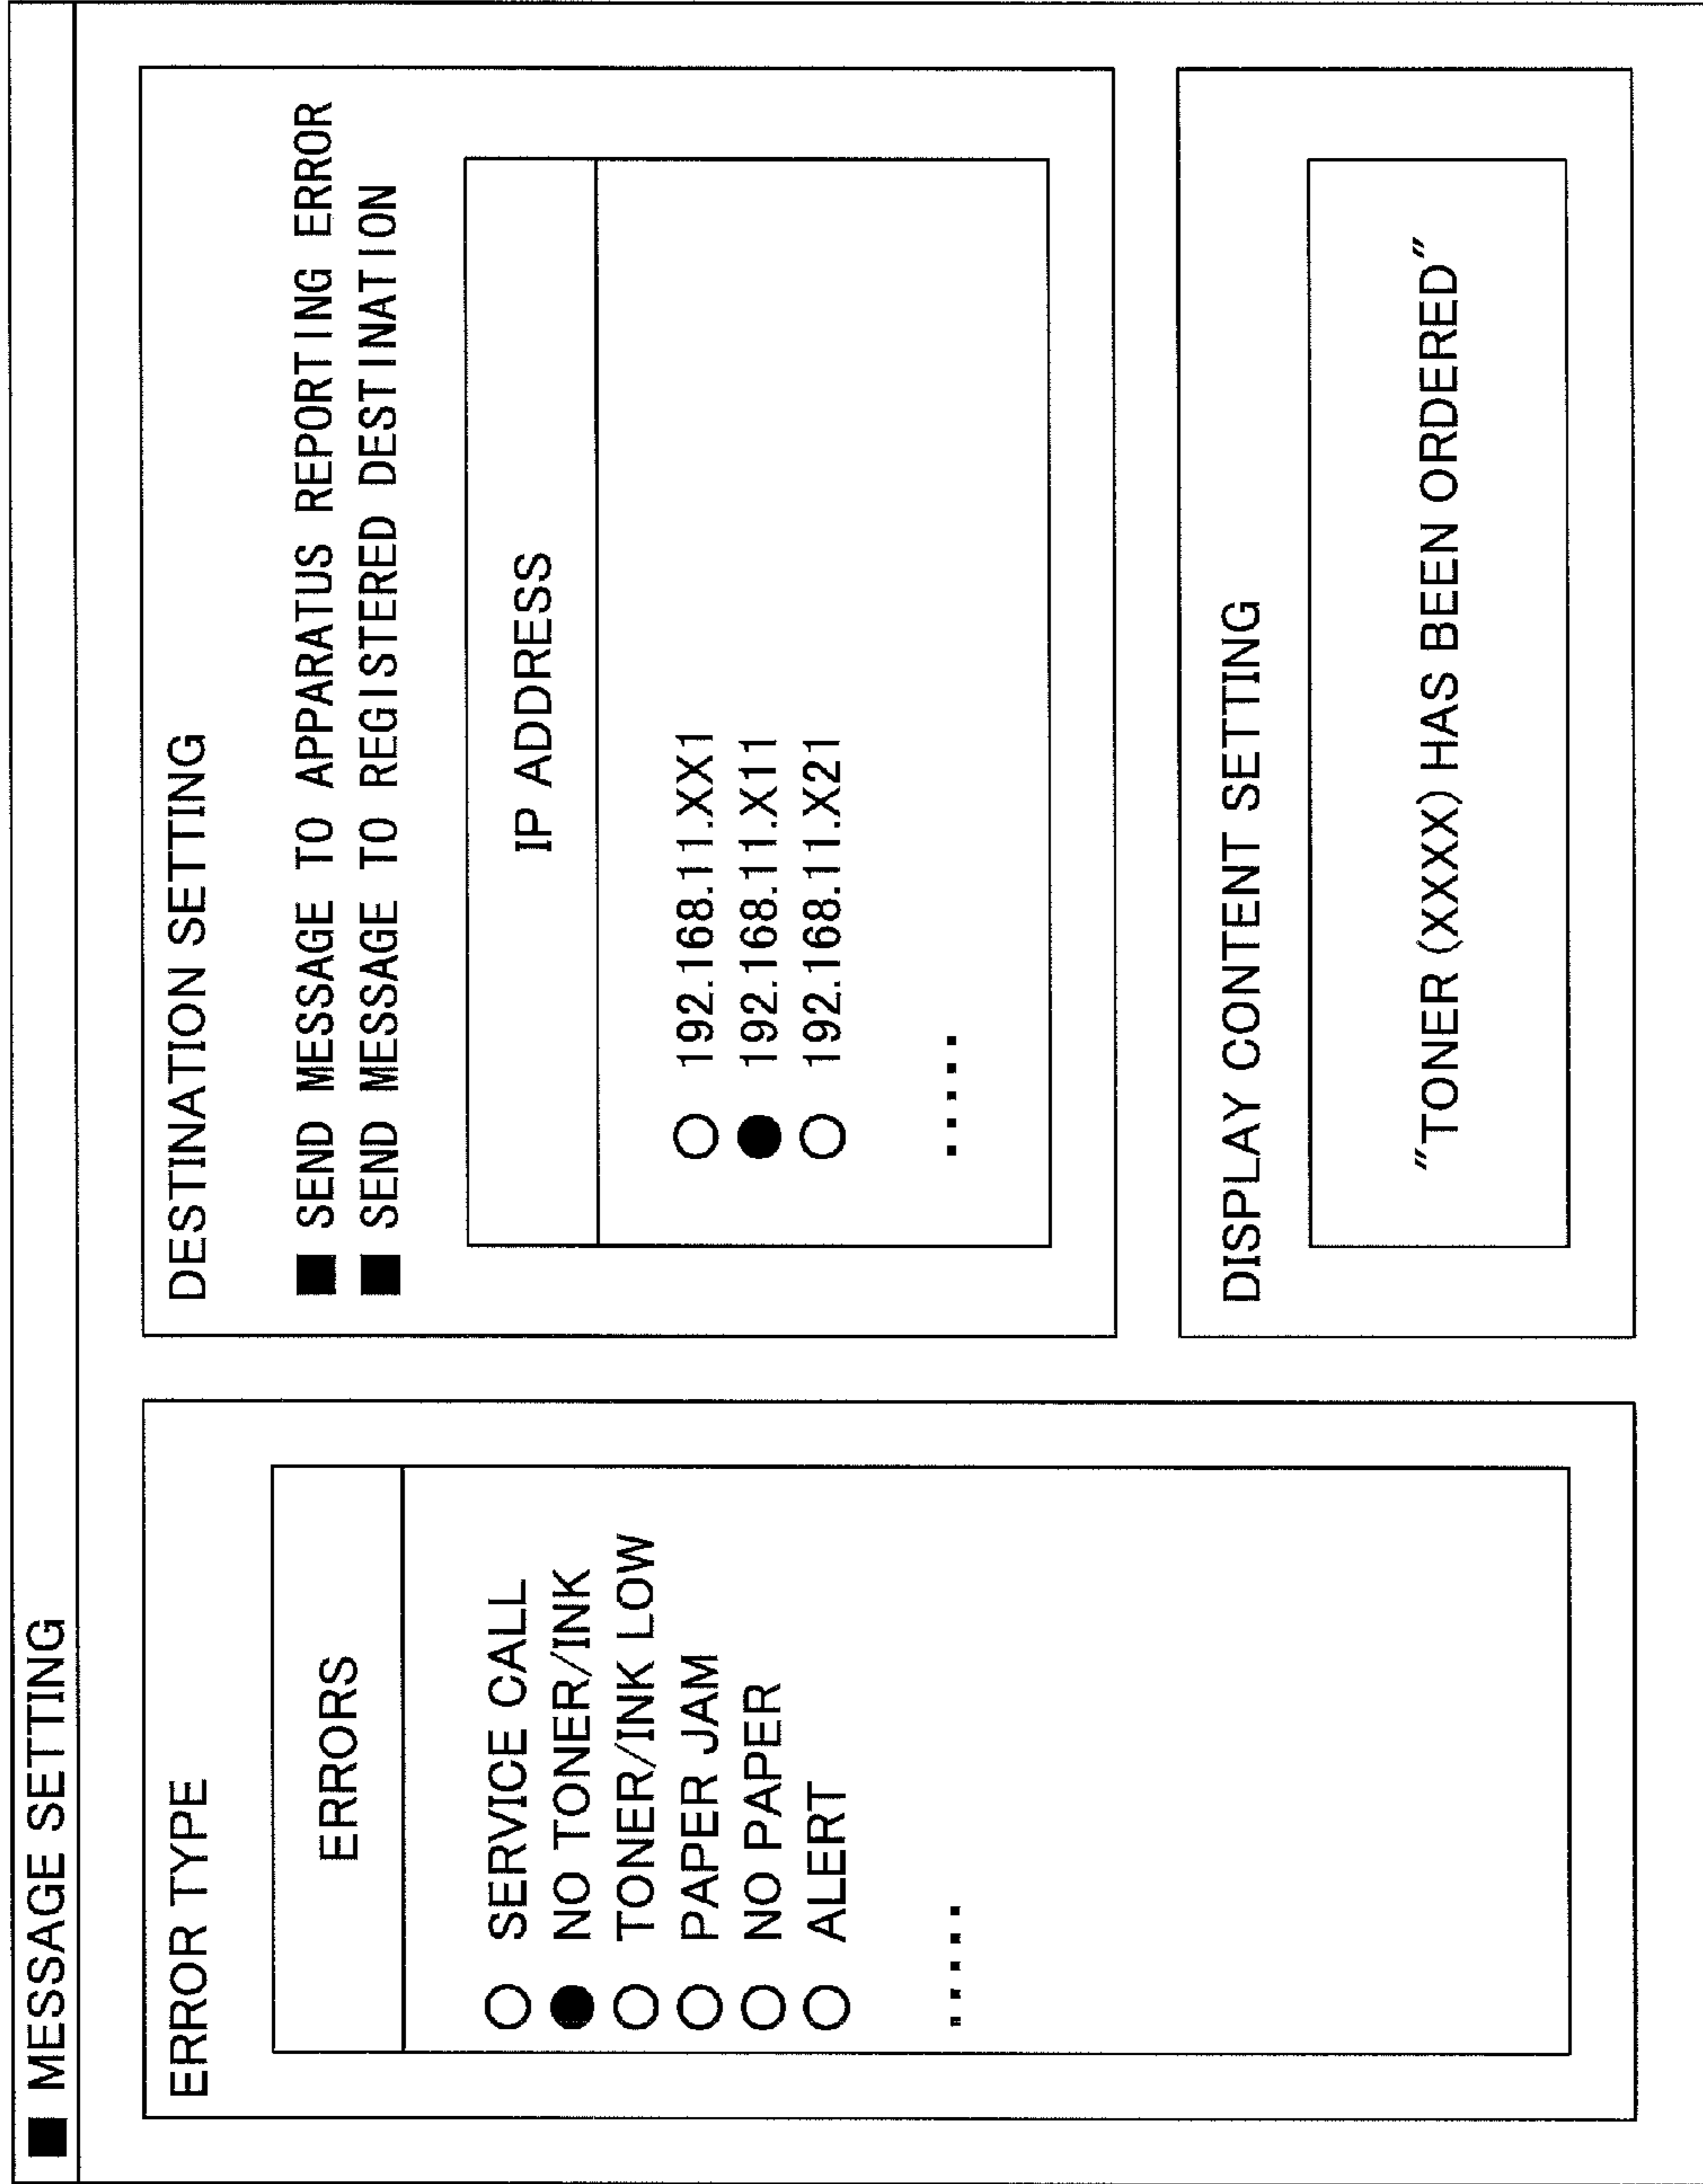 ■ MESSAGE SETTING
ERROR TYPE
ERRORS
○ SERVICE CALL
● NO TONER/INK
○ TONER/INK LOW
○ PAPER JAM
○ NO PAPER
○ ALERT
.....
DESTINATION SETTING
■ SEND MESSAGE TO APPARATUS REPORTING ERROR
■ SEND MESSAGE TO REGISTERED DESTINATION
IP ADDRESS
○ 192.168.11.XX1
● 192.168.11.X11
○ 192.168.11.X21
.....
DISPLAY CONTENT SETTING
"TONER (XXXX) HAS BEEN ORDERED"